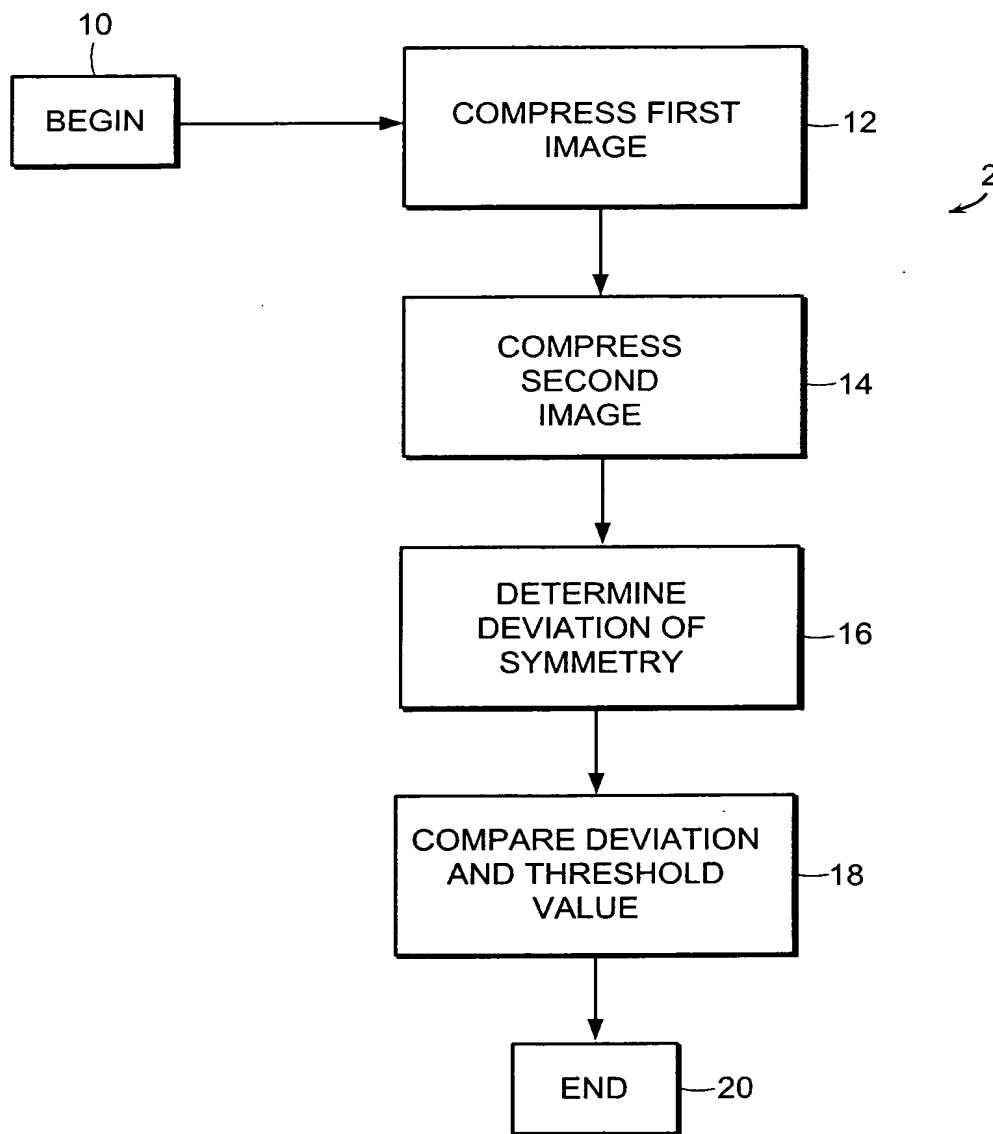 10
BEGIN
COMPRESS FIRST
IMAGE
12
2
COMPRESS
SECOND
IMAGE
14
DETERMINE
DEVIATION OF
SYMMETRY
16
COMPARE DEVIATION
AND THRESHOLD
VALUE
18
END
20